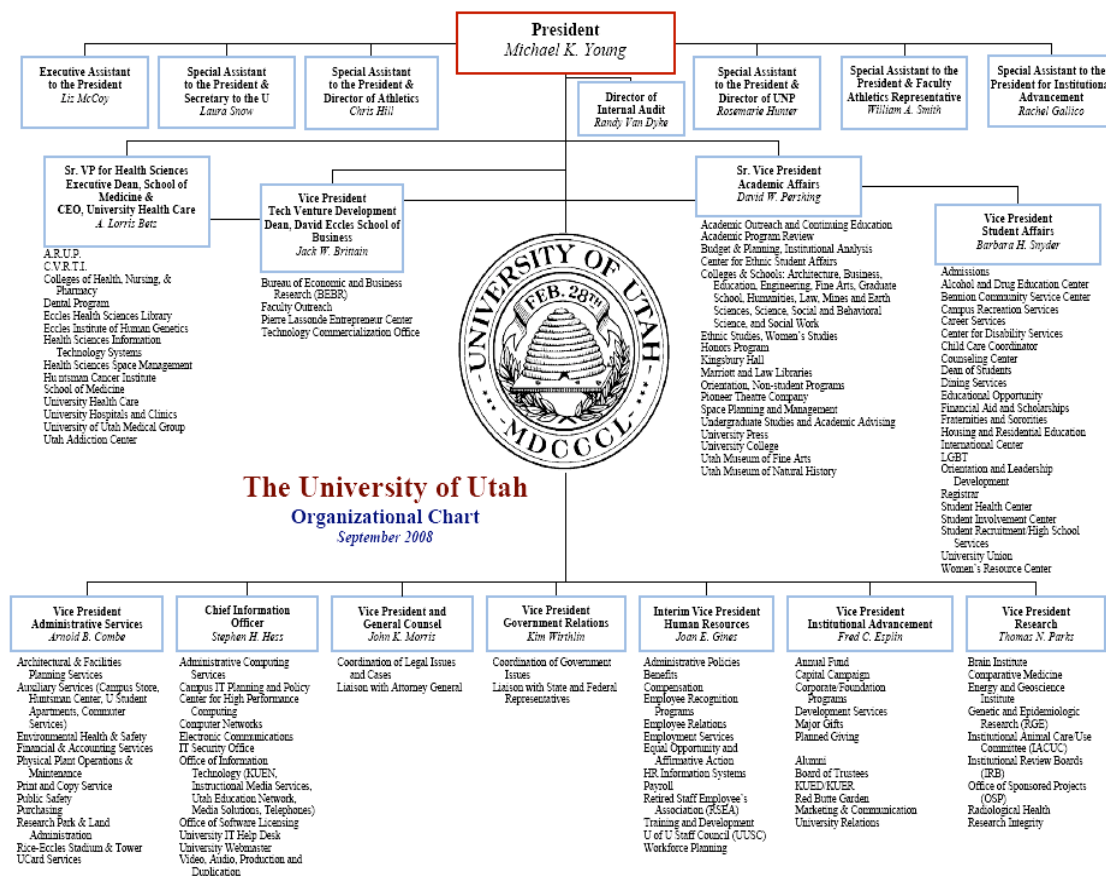 President
Michael K. Young
Executive Assistant
to the President
Liz McCoy
Special Assistant
to the President &
Secretary to the U
Laura Snow
Special Assistant
to the President &
Director of Athletics
Chris Hill
Director of
Internal Audit
Randy Van Dyke
Special Assistant
to the President &
Director of UNP
Rosemarie Hunter
Special Assistant to the
President & Faculty
Athletics Representative
William A. Smith
Special Assistant to the
President for Institutional
Advancement
Rachel Gallico
Sr. VP for Health Sciences
Executive Dean, School of
Medicine &
CEO, University Health Care
A. Lorris Betz
A.R.U.P.
C.V.R.T.I.
Colleges of Health, Nursing, &
Pharmacy
Dental Program
Eccles Health Sciences Library
Eccles Institute of Human Genetics
Health Sciences Information
Technology Systems
Health Sciences Space Management
Huntsman Cancer Institute
School of Medicine
University Health Care
University Hospitals and Clinics
University of Utah Medical Group
Utah Addiction Center
Vice President
Tech Venture Development
Dean, David Eccles School of
Business
Jack W. Brittain
Bureau of Economic and Business
Research (BEBR)
Faculty Outreach
Pierre Lassonde Entrepreneur Center
Technology Commercialization Office
UNIVERSITY OF UTAH
FEB. 28TH
MDCCCL
Sr. Vice President
Academic Affairs
David W. Pershing
Academic Outreach and Continuing Education
Academic Program Review
Budget & Planning, Institutional Analysis
Center for Ethnic Student Affairs
Colleges & Schools: Architecture, Business,
Education, Engineering, Fine Arts, Graduate
School, Humanities, Law, Mines and Earth
Sciences, Science, Social and Behavioral
Science, and Social Work
Ethnic Studies, Women's Studies
Honors Program
Kingsbury Hall
Marriott and Law Libraries
Orientation, Non-student Programs
Pioneer Theatre Company
Space Planning and Management
Undergraduate Studies and Academic Advising
University Press
University College
Utah Museum of Fine Arts
Utah Museum of Natural History
Vice President
Student Affairs
Barbara H. Snyder
Admissions
Alcohol and Drug Education Center
Bennion Community Service Center
Campus Recreation Services
Career Services
Center for Disability Services
Child Care Coordinator
Counseling Center
Dean of Students
Dining Services
Educational Opportunity
Financial Aid and Scholarships
Fraternities and Sororities
Housing and Residential Education
International Center
LGBT
Orientation and Leadership
Development
Registrar
Student Health Center
Student Involvement Center
Student Recruitment/High School
Services
University Union
Women's Resource Center
The University of Utah
Organizational Chart
September 2008
Vice President
Administrative Services
Arnold B. Combe
Architectural & Facilities
Planning Services
Auxiliary Services (Campus Store,
Huntsman Center, U Student
Apartments, Commuter
Services)
Environmental Health & Safety
Financial & Accounting Services
Physical Plant Operations &
Maintenance
Print and Copy Service
Public Safety
Purchasing
Research Park & Land
Administration
Rice-Eccles Stadium & Tower
UCard Services
Chief Information
Officer
Stephen H. Hess
Administrative Computing
Services
Campus IT Planning and Policy
Center for High Performance
Computing
Computer Networks
Electronic Communications
IT Security Office
Office of Information
Technology (KUEN,
Instructional Media Services,
Utah Education Network,
Media Solutions, Telephones)
Office of Software Licensing
University IT Help Desk
University Webmaster
Video, Audio, Production and
Duplication
Vice President and
General Counsel
John K. Morris
Coordination of Legal Issues
and Cases
Liaison with Attorney General
Vice President
Government Relations
Kim Wirthlin
Coordination of Government
Issues
Liaison with State and Federal
Representatives
Interim Vice President
Human Resources
Joan E. Gines
Administrative Policies
Benefits
Compensation
Employee Recognition
Programs
Employee Relations
Employment Services
Equal Opportunity and
Affirmative Action
HR Information Systems
Payroll
Retired Staff Employee's
Association (RSEA)
Training and Development
U of U Staff Council (UUSC)
Workforce Planning
Vice President
Institutional Advancement
Fred C. Esplin
Annual Fund
Capital Campaign
Corporate/Foundation
Programs
Development Services
Major Gifts
Planned Giving
Alumni
Board of Trustees
KUED/KUER
Red Butte Garden
Marketing & Communication
University Relations
Vice President
Research
Thomas N. Parks
Brain Institute
Comparative Medicine
Energy and Geoscience
Institute
Genetic and Epidemiologic
Research (RGE)
Institutional Animal Care/Use
Committee (IACUC)
Institutional Review Boards
(IRB)
Office of Sponsored Projects
(OSP)
Radiological Health
Research Integrity